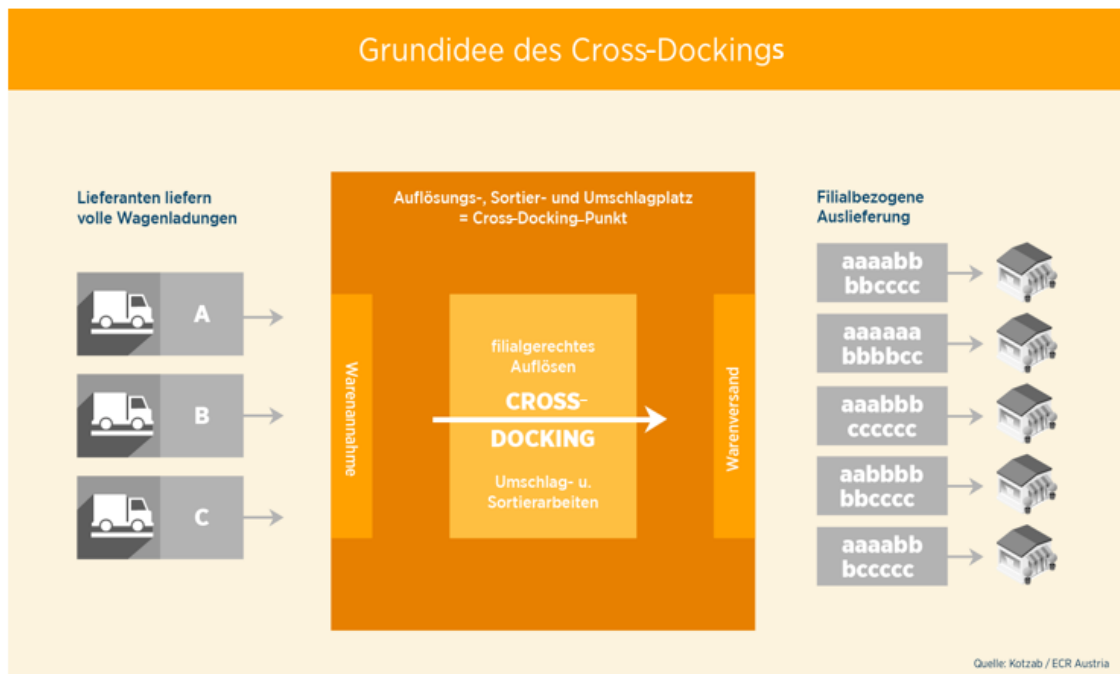 Grundidee des Cross-Dockings
Lieferanten liefern
volle Wagenladungen
A
B
C
Auflösungs-, Sortier- und Umschlagplatz
= Cross-Docking-Punkt
Warenannahme
filialgerechtes
Auflösen
CROSS-
DOCKING
Umschlag- u.
Sortierarbeiten
Warenversand
Filialbezogene
Auslieferung
aaaabb
bbcccc
aaaaaa
bbbbcc
aaabbb
cccccc
aabbbb
bbcccc
aaaabb
bccccc
Quelle: Kotzab / ECR Austria